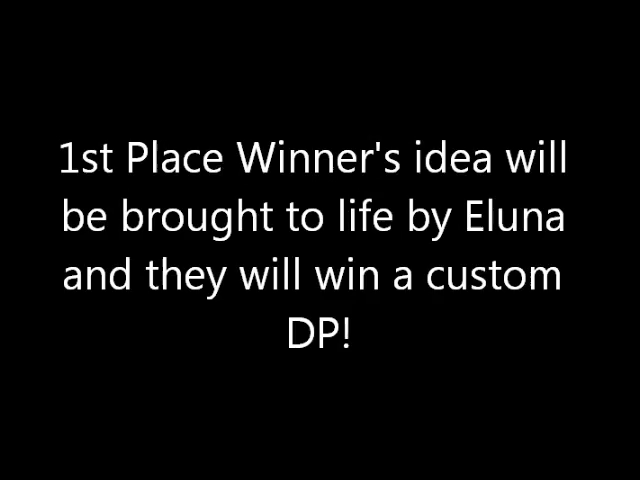 1st Place Winner's idea will
be brought to life by Eluna
and they will win a custom
DP!